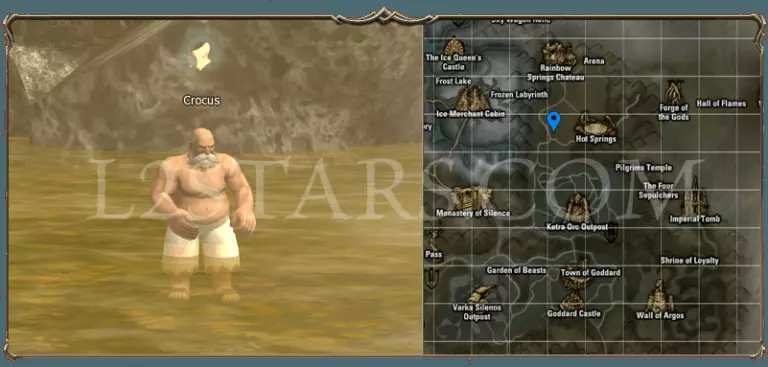 Crocus
L2STARS.COM
The Ice Queen's
Castle
Rainbow
Springs Chateau
Arena
Frost Lake
Frozen Labyrinth
Ice Merchant Cabin
Forge of
the Gods
Hall of Flames
Hot Springs
Pilgrims Temple
The Four
Sepulchers
Monastery of Silence
Imperial Tomb
Ketra Orc Outpost
Pass
Garden of Beasts
Town of Goddard
Shrine of Loyalty
Varka Silenos
Outpost
Goddard Castle
Wall of Argos